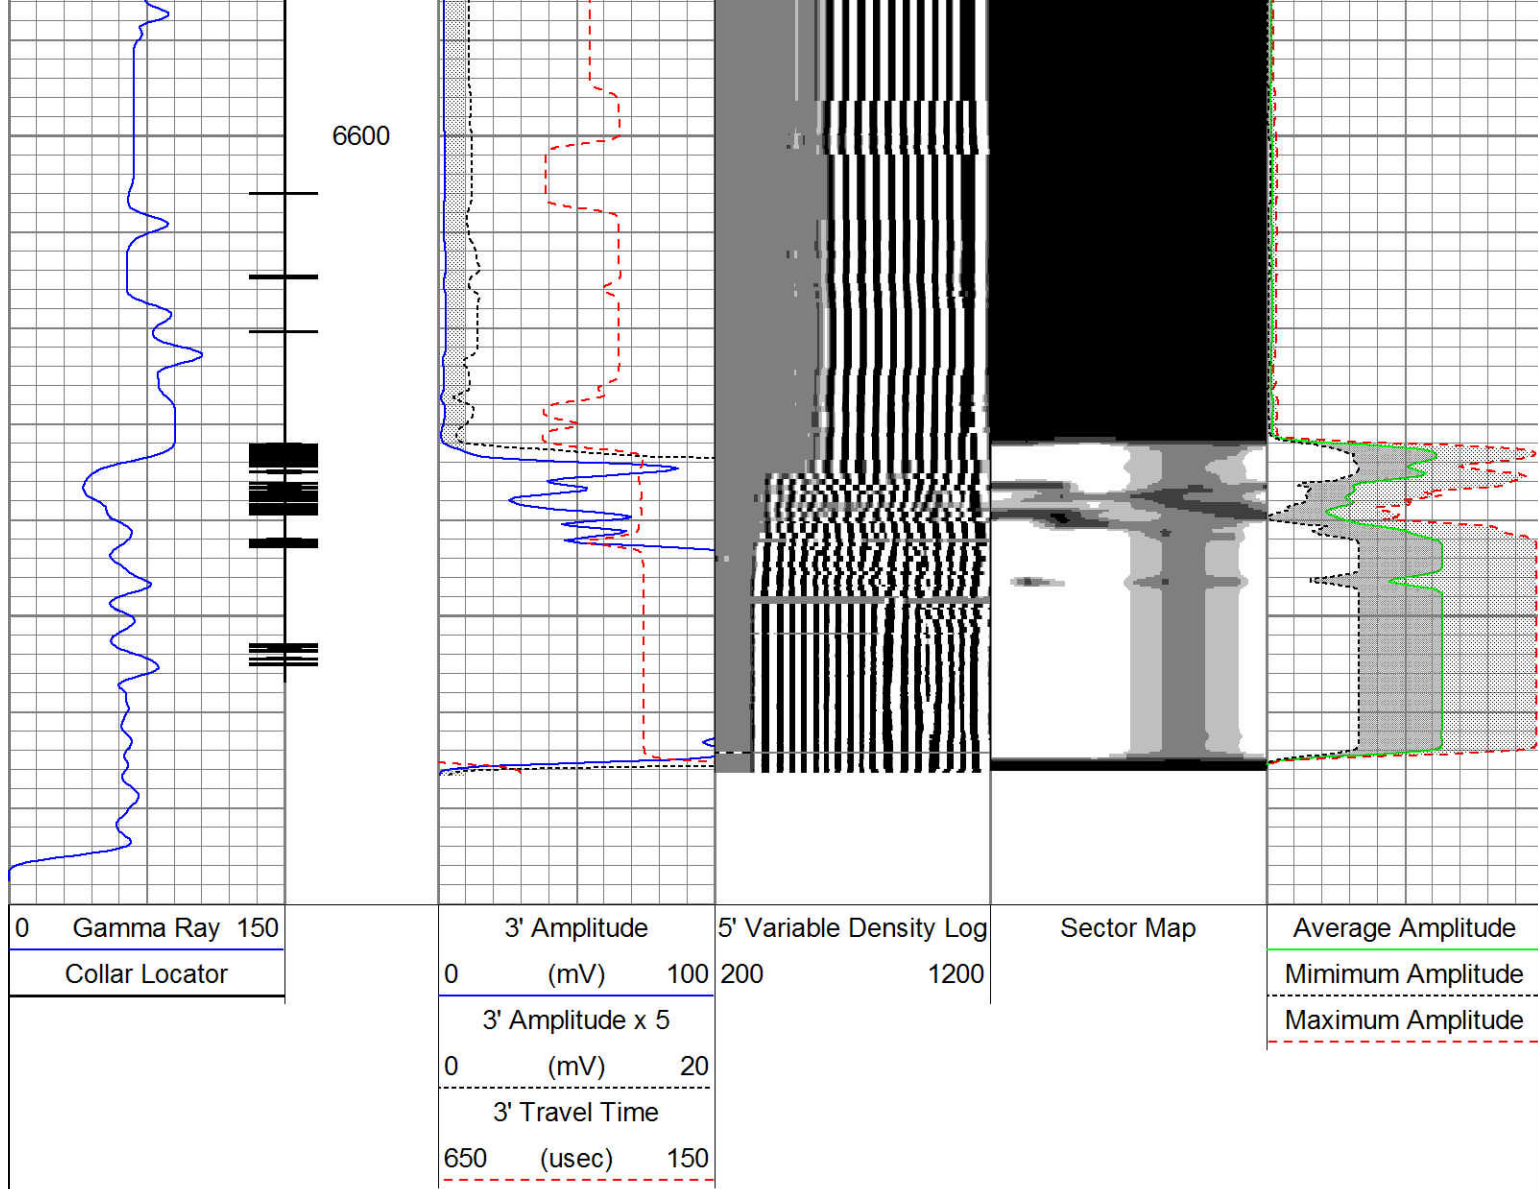 6600
0 Gamma Ray 150
Collar Locator
3' Amplitude
0 (mV) 100
3' Amplitude x 5
0 (mV) 20
3' Travel Time
650 (usec) 150
5' Variable Density Log
200 1200
Sector Map
Average Amplitude
Mimimum Amplitude
Maximum Amplitude